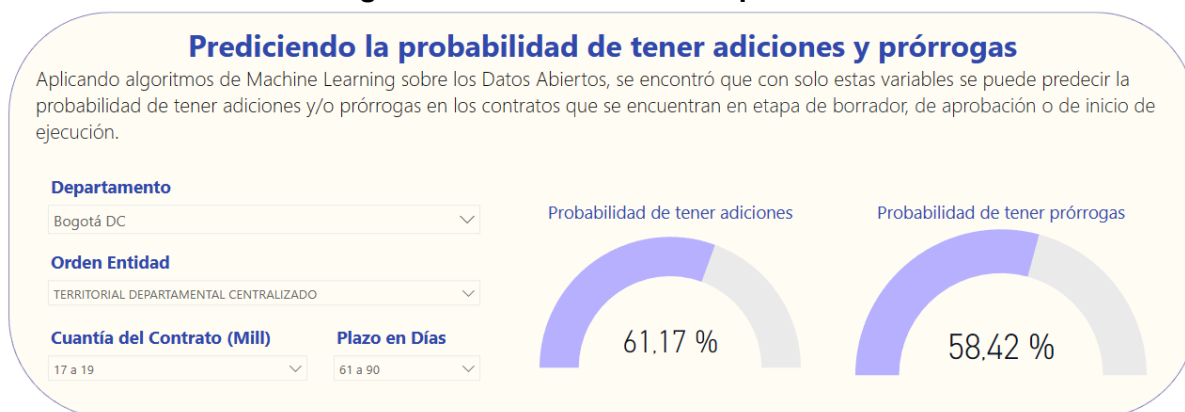 Prediciendo la probabilidad de tener adiciones y prórrogas
Aplicando algoritmos de Machine Learning sobre los Datos Abiertos, se encontró que con solo estas variables se puede predecir la
probabilidad de tener adiciones y/o prórrogas en los contratos que se encuentran en etapa de borrador, de aprobación o de inicio de
ejecución.
Departamento
Bogotá DC
Orden Entidad
TERRITORIAL DEPARTAMENTAL CENTRALIZADO
Cuantía del Contrato (Mill)
17 a 19
Plazo en Días
61 a 90
Probabilidad de tener adiciones
61,17 %
Probabilidad de tener prórrogas
58,42 %